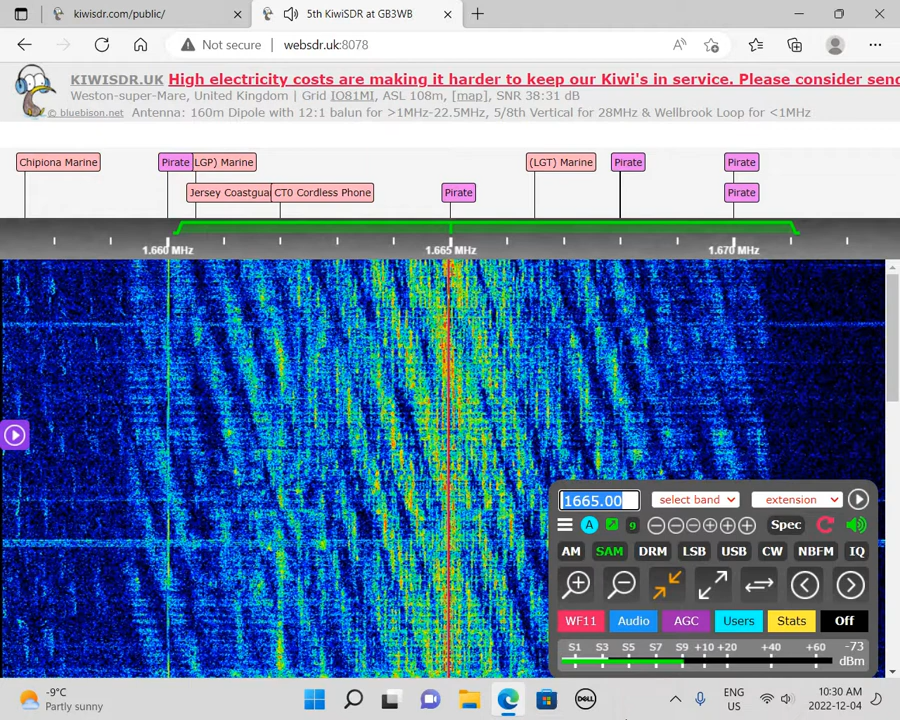 kiwisdr.com/public/
5th KiwiSDR at GB3WB
Not secure
websdr.uk:8078
KIWISDR.UK High electricity costs are making it harder to keep our Kiwi's in service. Please consider
Weston-super-Mare, United Kingdom | Grid IO81MI, ASL 108m, [map], SNR 38:31 dB
© bluebison.net Antenna: 160m Dipole with 12:1 balun for >1MHz-22.5MHz, 5/8th Vertical for 28MHz & Wellbrook Loop for <1MHz
Chipiona Marine Pirate LGP) Marine (LGT) Marine Pirate Pirate
Jersey Coastgua CT0 Cordless Phone Pirate Pirate
1.660 MHz 1.665 MHz 1.670 MHz
1665.00 select band extension
A g Spec
AM SAM DRM LSB USB CW NBFM IQ
WF11 Audio AGC Users Stats Off
S1 S3 S5 S7 S9 +10 +20 +40 +60 -73
dBm
-9°C
Partly sunny
DELL
ENG
US
10:30 AM
2022-12-04